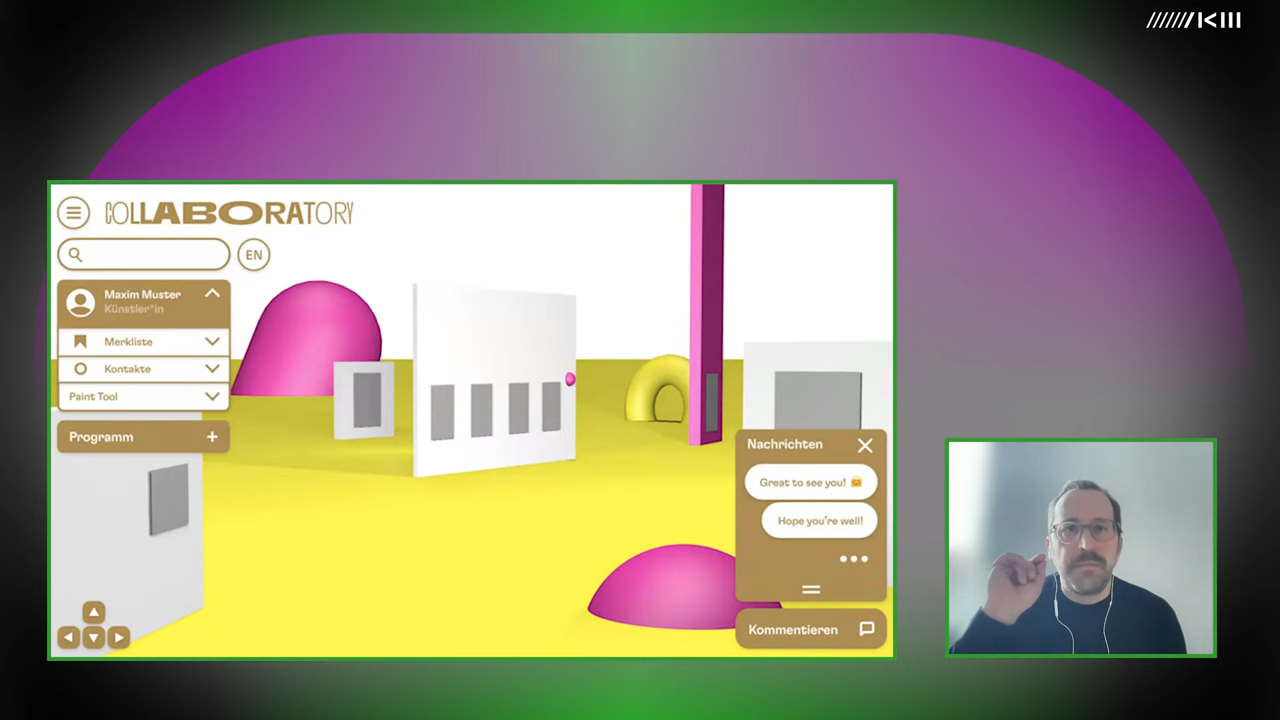 COLLABORATORY
EN
Maxim Muster
Künstler*in
Merkliste
Kontakte
Paint Tool
Programm
Nachrichten
Great to see you! 🤗
Hope you're well!
Kommentieren